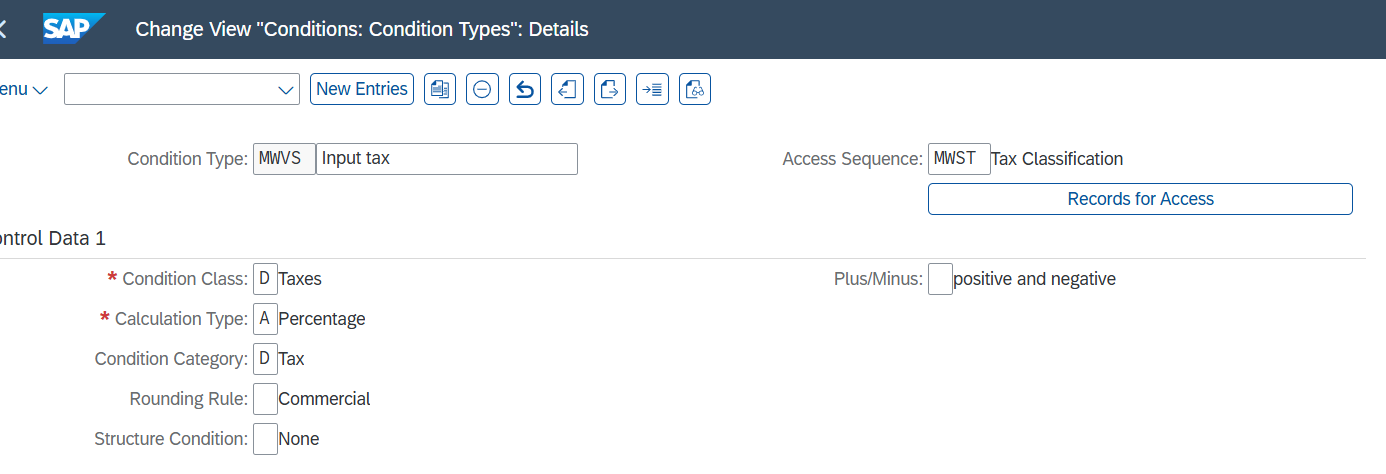 SAP Change View "Conditions: Condition Types": Details
enu New Entries
Condition Type: MWVS Input tax Access Sequence: MWST Tax Classification
Records for Access
ontrol Data 1
* Condition Class: D Taxes Plus/Minus: positive and negative
* Calculation Type: A Percentage
Condition Category: D Tax
Rounding Rule: Commercial
Structure Condition: None